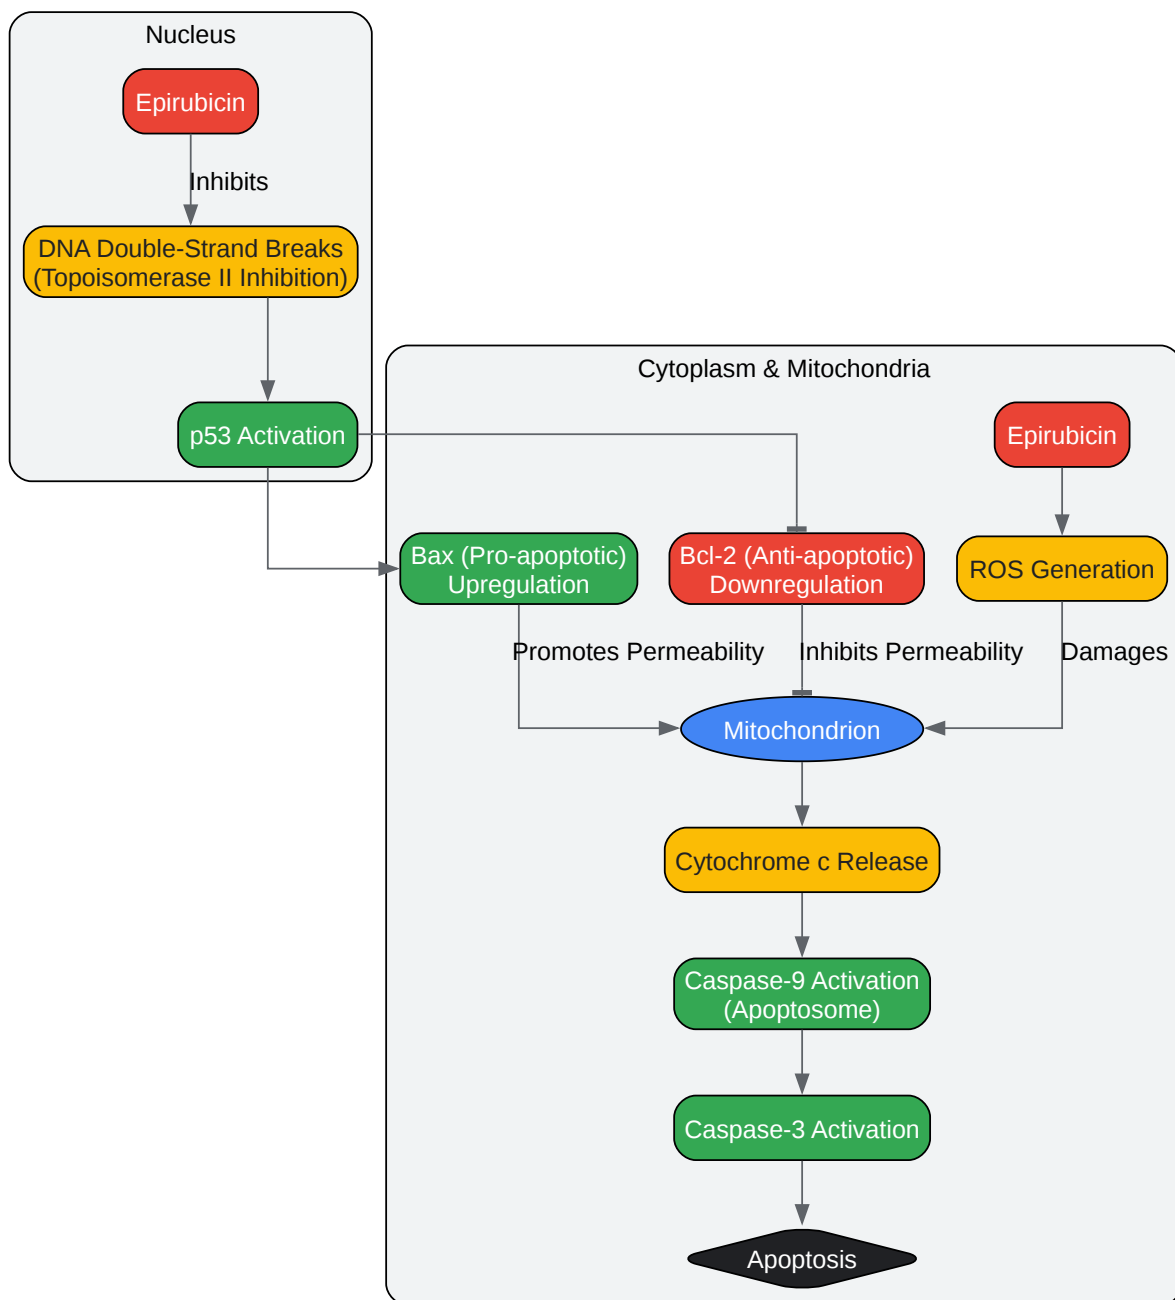 Nucleus
Epirubicin
Inhibits
DNA Double-Strand Breaks
(Topoisomerase II Inhibition)
p53 Activation
Cytoplasm & Mitochondria
Epirubicin
Bax (Pro-apoptotic)
Upregulation
Bcl-2 (Anti-apoptotic)
Downregulation
ROS Generation
Promotes Permeability
Inhibits Permeability
Damages
Mitochondrion
Cytochrome c Release
Caspase-9 Activation
(Apoptosome)
Caspase-3 Activation
Apoptosis